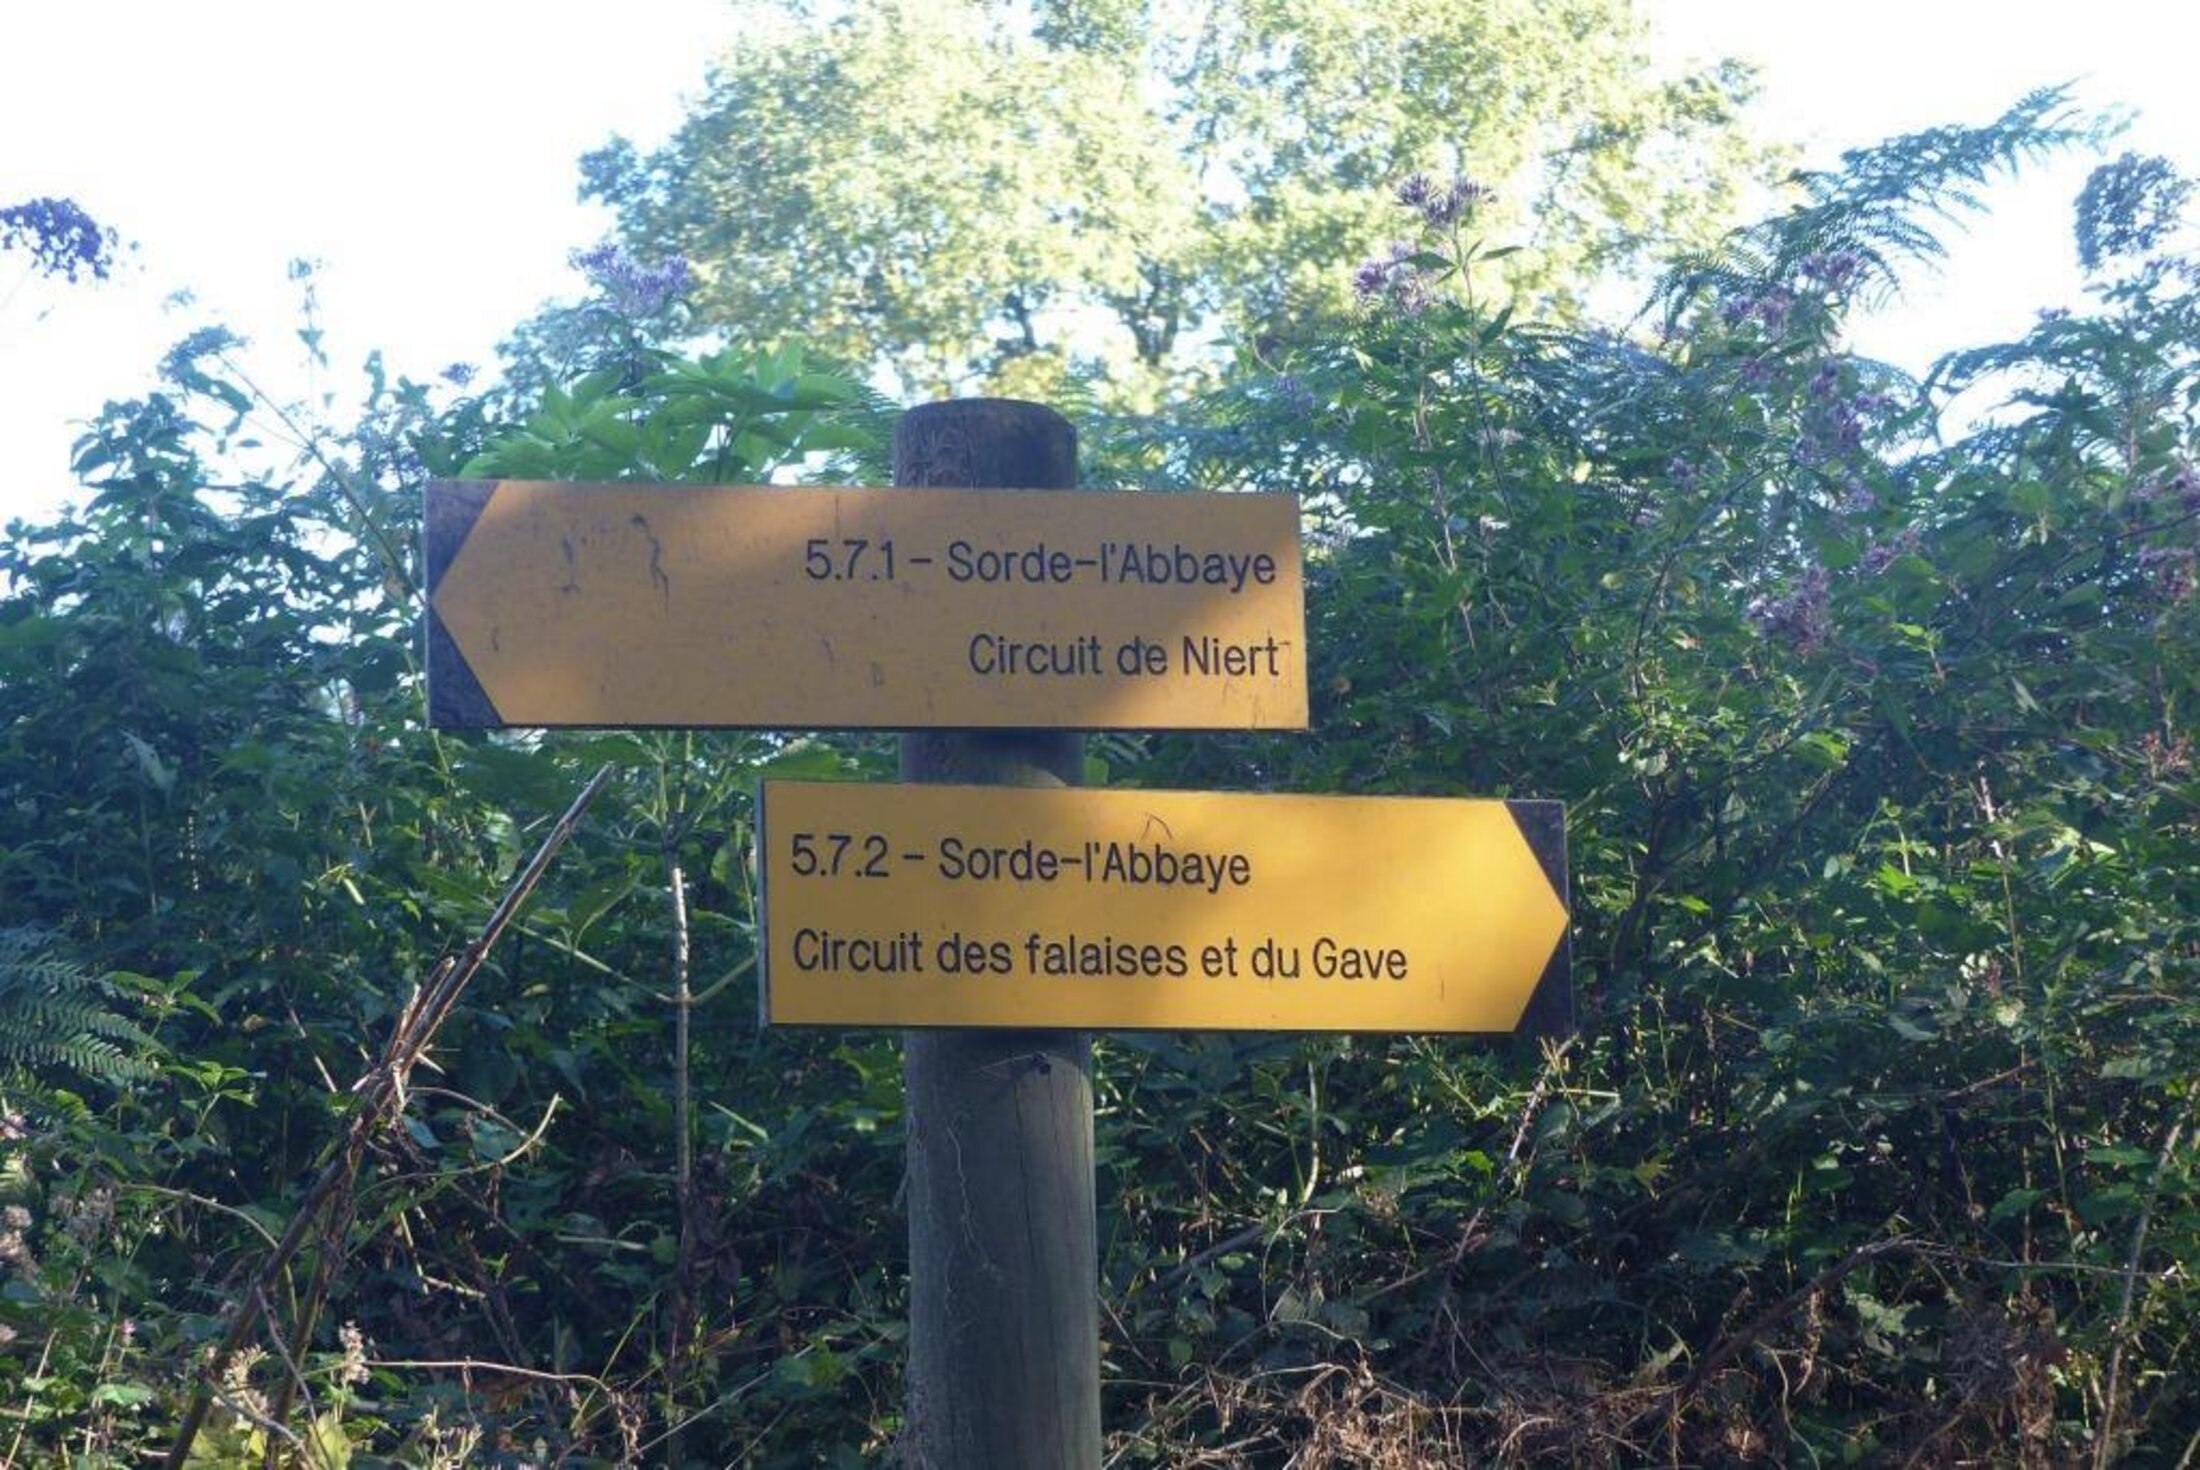 5.7.1 – Sorde-l'Abbaye
Circuit de Niert
5.7.2 – Sorde-l'Abbaye
Circuit des falaises et du Gave